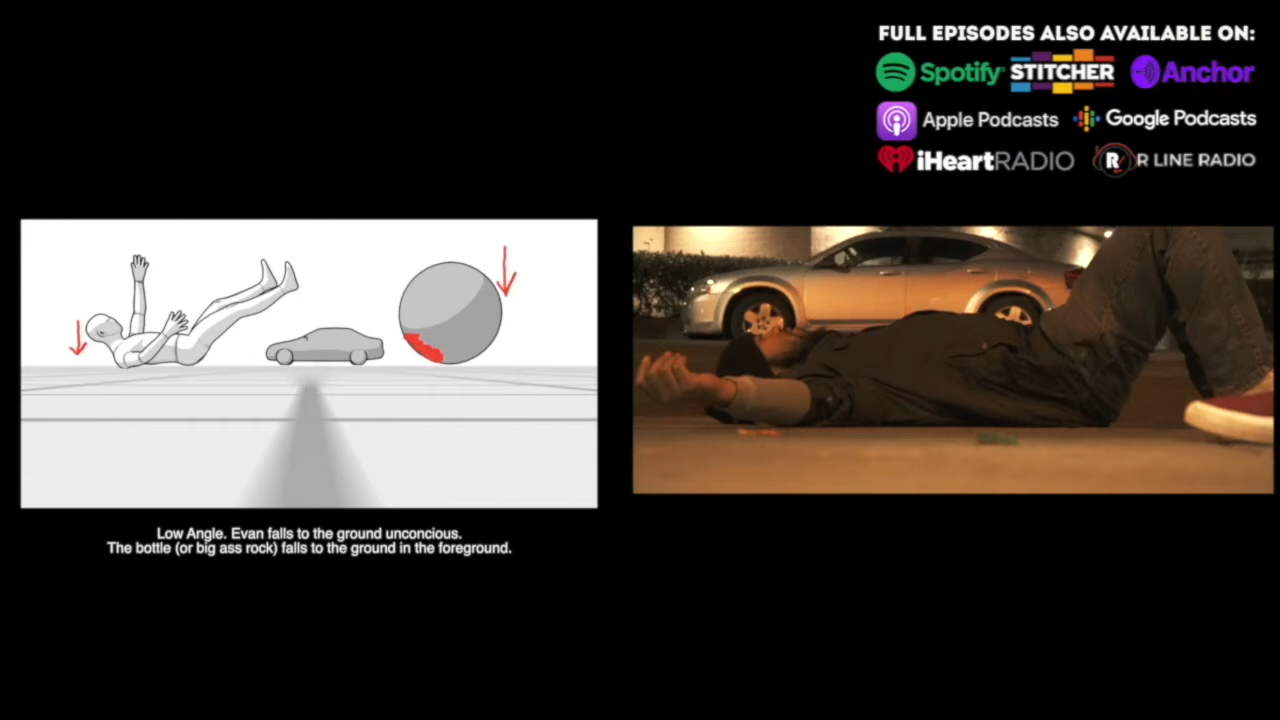 FULL EPISODES ALSO AVAILABLE ON:
Spotify STITCHER Anchor
Apple Podcasts Google Podcasts
iHeartRADIO R R LINE RADIO
Low Angle. Evan falls to the ground unconcious.
The bottle (or big ass rock) falls to the ground in the foreground.